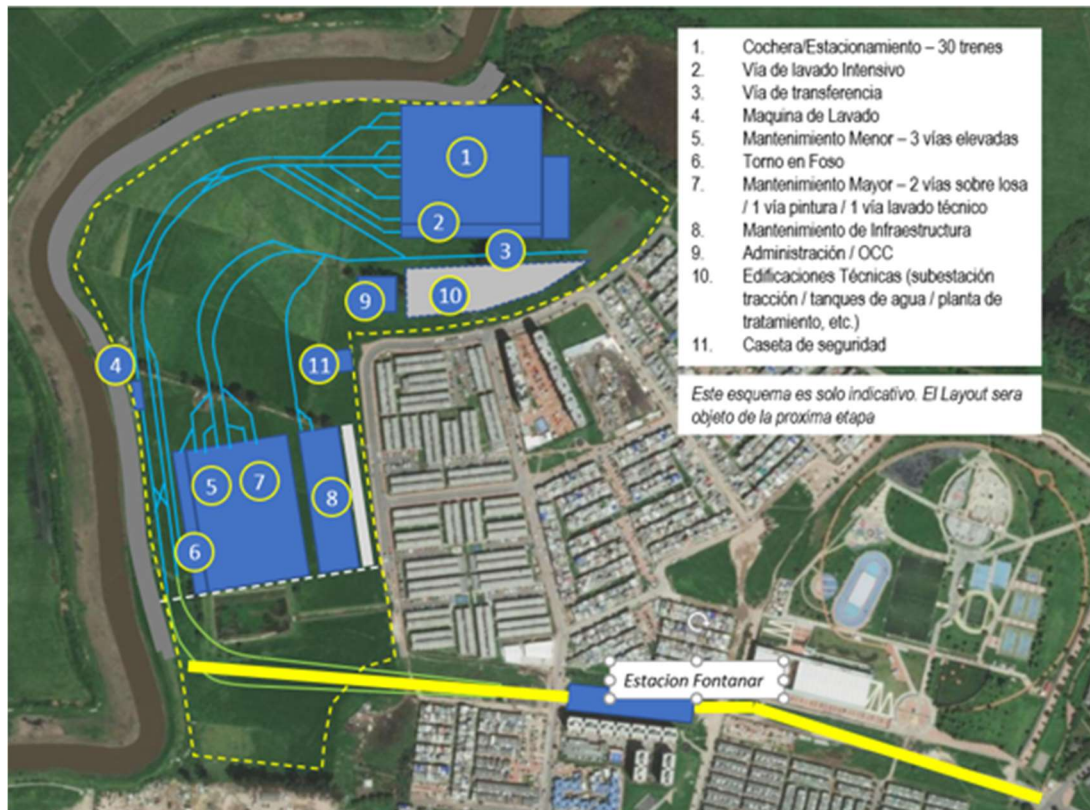 1. Cochera/Estacionamiento – 30 trenes
2. Vía de lavado Intensivo
3. Vía de transferencia
4. Maquina de Lavado
5. Mantenimiento Menor – 3 vías elevadas
6. Torno en Foso
7. Mantenimiento Mayor – 2 vías sobre losa
/ 1 vía pintura / 1 vía lavado técnico
8. Mantenimiento de Infraestructura
9. Administración / OCC
10. Edificaciones Técnicas (subestación
tracción / tanques de agua / planta de
tratamiento, etc.)
11. Caseta de seguridad
Este esquema es solo indicativo. El Layout sera
objeto de la proxima etapa
1
2
3
9
10
4
11
5
7
8
6
Estacion Fontanar